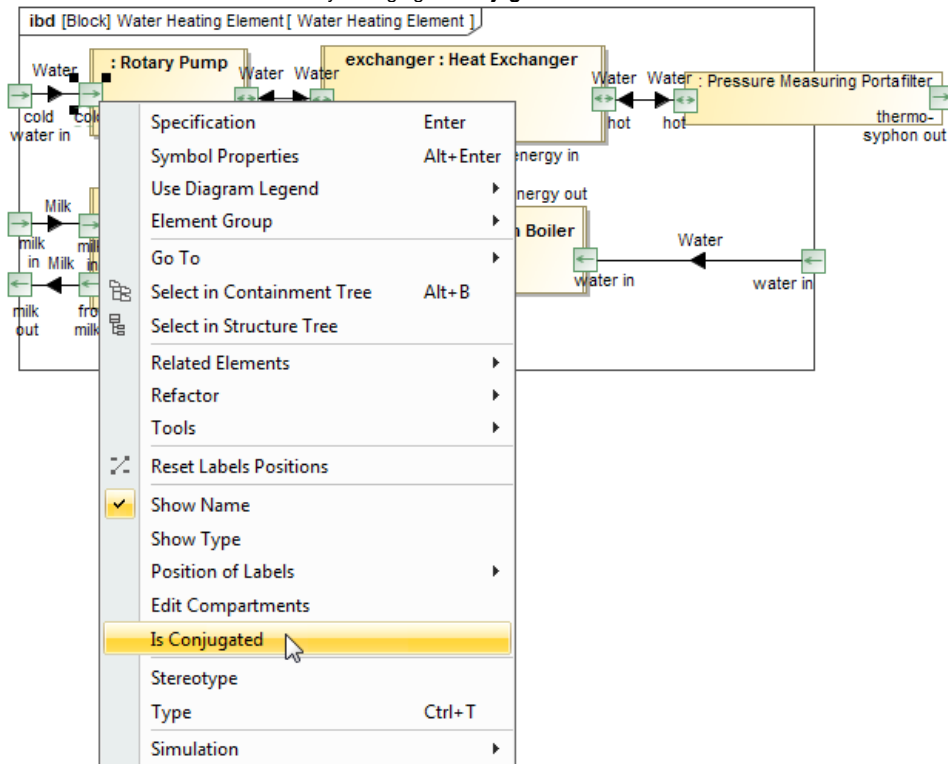 ibd [Block] Water Heating Element [ Water Heating Element ]
: Rotary Pump
exchanger : Heat Exchanger
: Pressure Measuring Portafilter
Water
Water Water
Water Water
cold
water in
cold
hot hot
thermo-
syphon out
energy in
energy out
Boiler
Water
water in
water in
Milk
milk
in
milk
in
Milk
milk
out
milk
Specification Enter
Symbol Properties Alt+Enter
Use Diagram Legend
Element Group
Go To
Select in Containment Tree Alt+B
Select in Structure Tree
Related Elements
Refactor
Tools
Reset Labels Positions
Show Name
Show Type
Position of Labels
Edit Compartments
Is Conjugated
Stereotype
Type Ctrl+T
Simulation